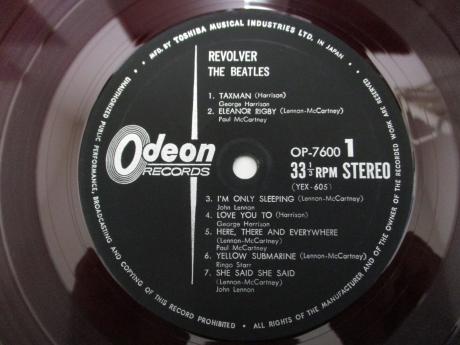 • MFD. BY TOSHIBA MUSICAL INDUSTRIES LTD. IN JAPAN •
ALL RIGHTS OF THE MANUFACTURER AND OF THE OWNER OF THE RECORDED WORK ARE RESERVED
UNAUTHORIZED PUBLIC PERFORMANCE, BROADCASTING AND COPYING OF THIS RECORD PROHIBITED •
REVOLVER
THE BEATLES
1. TAXMAN (Harrison)
George Harrison
2. ELEANOR RIGBY (Lennon-McCartney)
Paul McCartney
Odeon
RECORDS
OP-7600 1
33 1/3 RPM STEREO
(YEX-605)
3. I'M ONLY SLEEPING (Lennon-McCartney)
John Lennon
4. LOVE YOU TO (Harrison)
George Harrison
5. HERE, THERE AND EVERYWHERE
(Lennon-McCartney)
Paul McCartney
6. YELLOW SUBMARINE (Lennon-McCartney)
Ringo Starr
7. SHE SAID SHE SAID
(Lennon-McCartney)
John Lennon